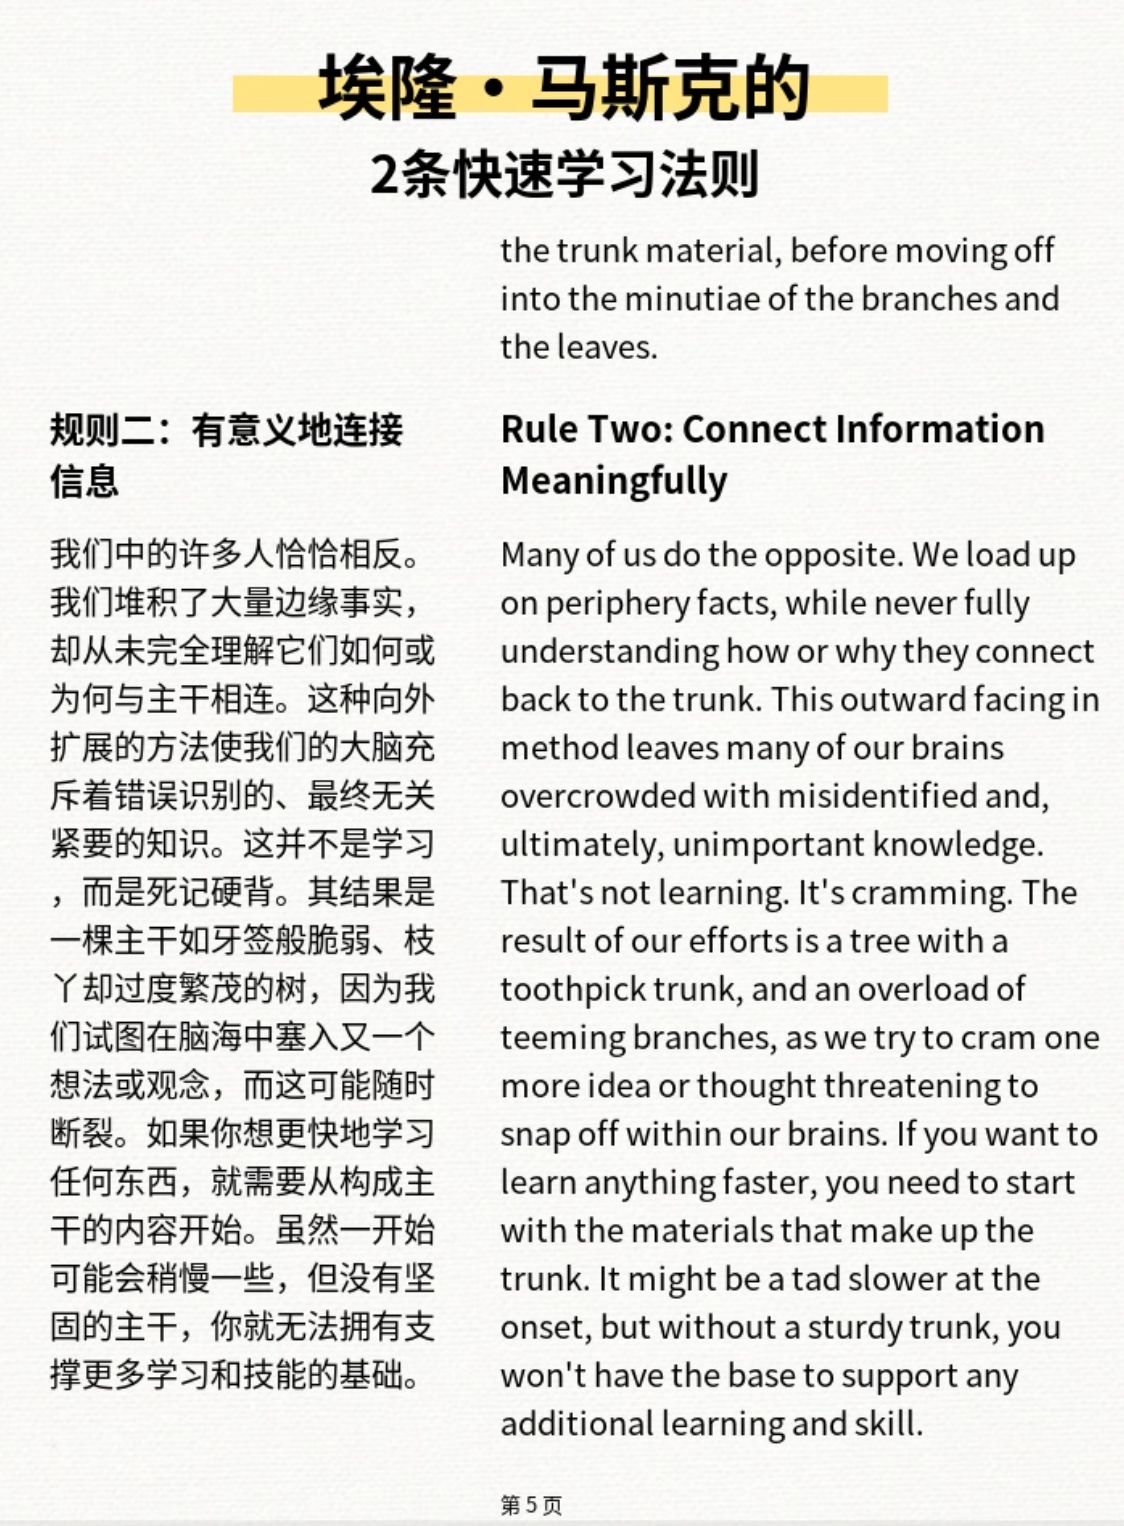 埃隆·马斯克的
2条快速学习法则
the trunk material, before moving off
into the minutiae of the branches and
the leaves.
规则二：有意义地连接
信息
我们中的许多人恰恰相反。
我们堆积了大量边缘事实，
却从未完全理解它们如何或
为何与主干相连。这种向外
扩展的方法使我们的大脑充
斥着错误识别的、最终无关
紧要的知识。这并不是学习
，而是死记硬背。其结果是
一棵主干如牙签般脆弱、枝
丫却过度繁茂的树，因为我
们试图在脑海中塞入又一个
想法或观念，而这可能随时
断裂。如果你想更快地学习
任何东西，就需要从构成主
干的内容开始。虽然一开始
可能会稍慢一些，但没有坚
固的主干，你就无法拥有支
撑更多学习和技能的基础。
Rule Two: Connect Information
Meaningfully
Many of us do the opposite. We load up
on periphery facts, while never fully
understanding how or why they connect
back to the trunk. This outward facing in
method leaves many of our brains
overcrowded with misidentified and,
ultimately, unimportant knowledge.
That's not learning. It's cramming. The
result of our efforts is a tree with a
toothpick trunk, and an overload of
teeming branches, as we try to cram one
more idea or thought threatening to
snap off within our brains. If you want to
learn anything faster, you need to start
with the materials that make up the
trunk. It might be a tad slower at the
onset, but without a sturdy trunk, you
won't have the base to support any
additional learning and skill.
第 5 页